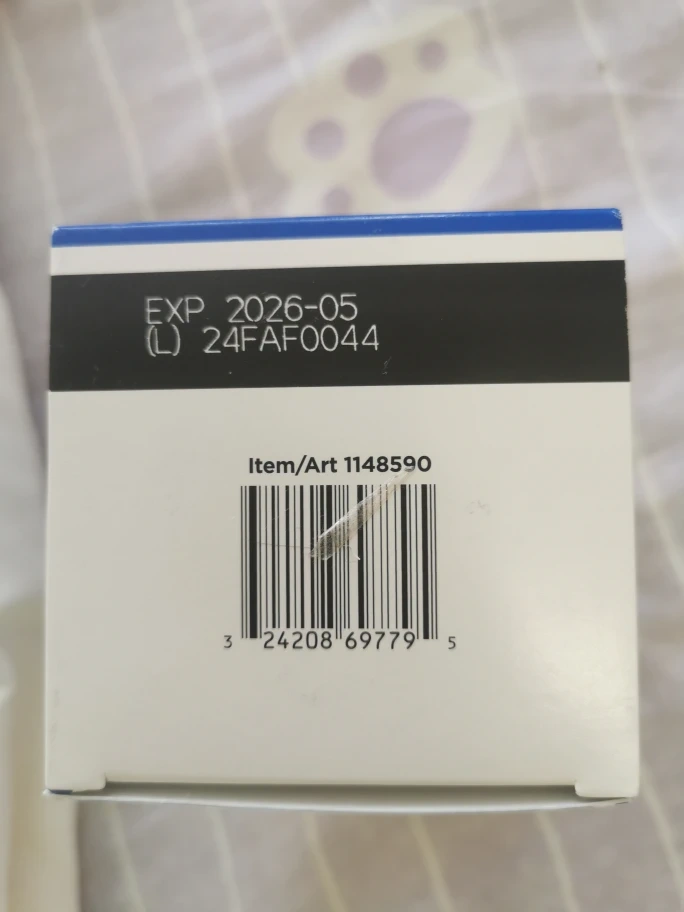 EXP 2026-05
(L) 24FAF0044
Item/Art 1148590
3 24208 69779 5